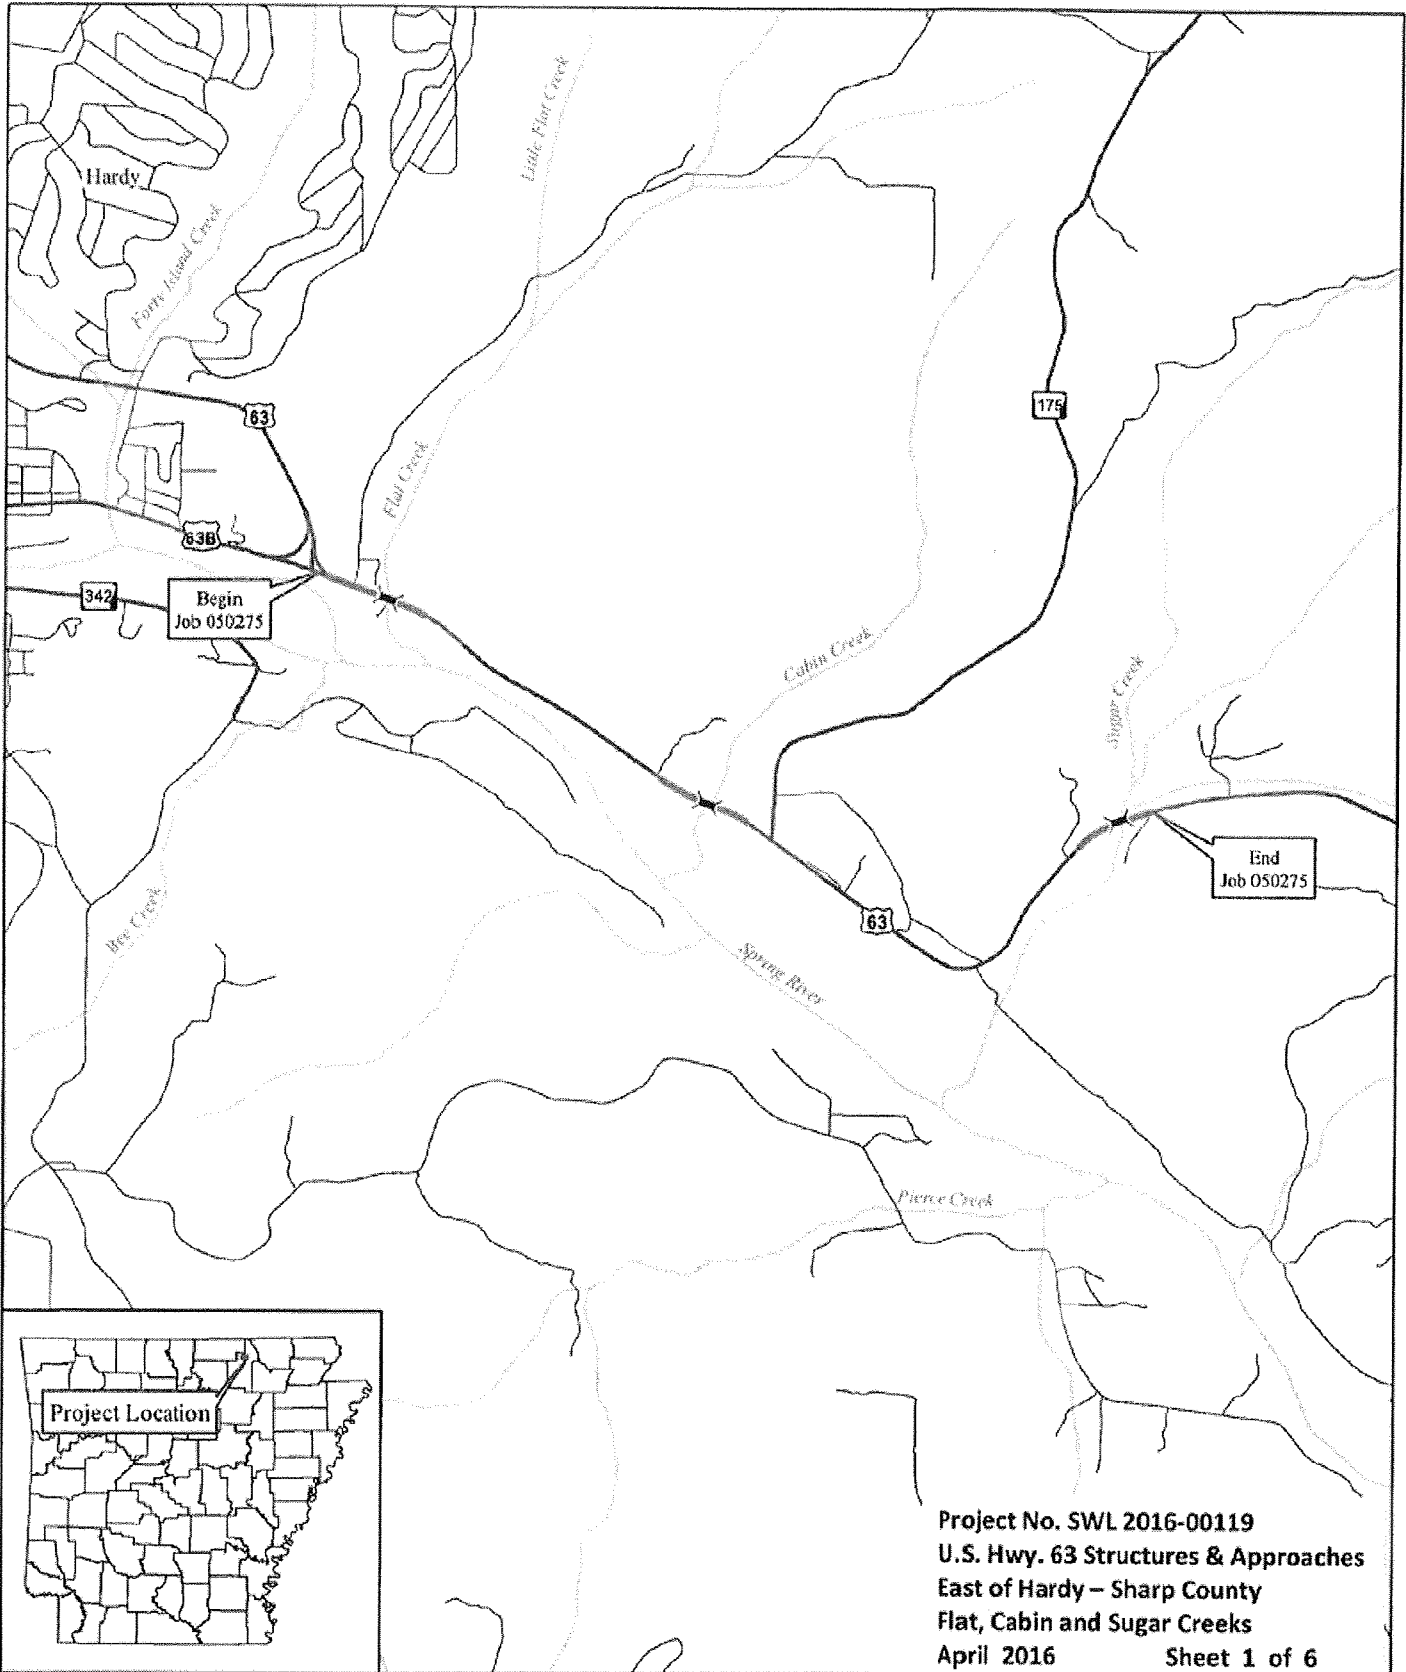 Hardy
Forty Island Creek
Little Flat Creek
63
175
Flat Creek
63B
342
Begin
Job 050275
Cabin Creek
Sugar Creek
End
Job 050275
63
Bee Creek
Spring River
Pierce Creek
Project Location
Project No. SWL 2016-00119
U.S. Hwy. 63 Structures & Approaches
East of Hardy – Sharp County
Flat, Cabin and Sugar Creeks
April 2016 Sheet 1 of 6